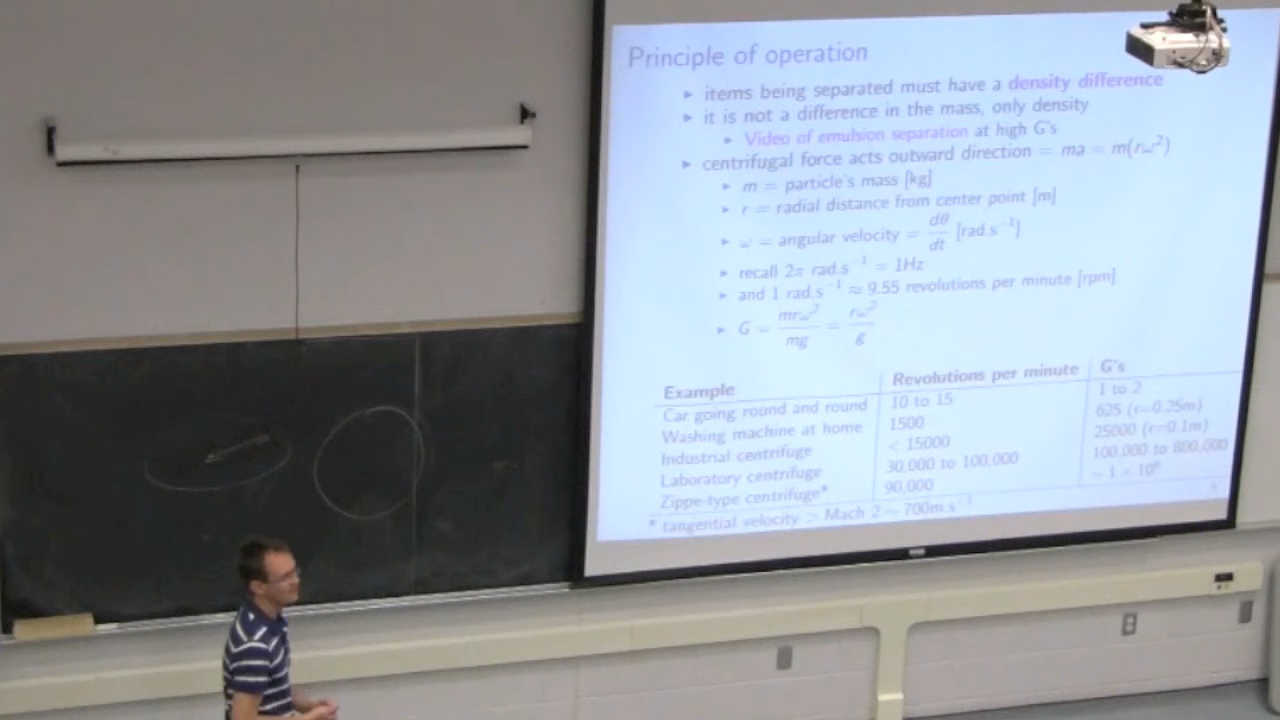 Principle of operation
▸ items being separated must have a density difference
▸ it is not a difference in the mass, only density
▸ Video of emulsion separation at high G's
▸ centrifugal force acts outward direction = ma = m(rω²)
▸ m = particle's mass [kg]
▸ r = radial distance from center point [m]
▸ ω = angular velocity = dθ/dt [rad.s⁻¹]
▸ recall 2π rad.s⁻¹ = 1Hz
▸ and 1 rad.s⁻¹ ≈ 9.55 revolutions per minute [rpm]
▸ G = mrω²/mg = rω²/g
Example Revolutions per minute G's
Car going round and round 10 to 15 1 to 2
Washing machine at home 1500 625 (r=0.25m)
Industrial centrifuge < 15000 25000 (r=0.1m)
Laboratory centrifuge 30,000 to 100,000 100,000 to 800,000
Zippe type centrifuge* 90,000 ~ 1 × 10⁶
* tangential velocity > Mach 2 ~ 700m.s⁻¹